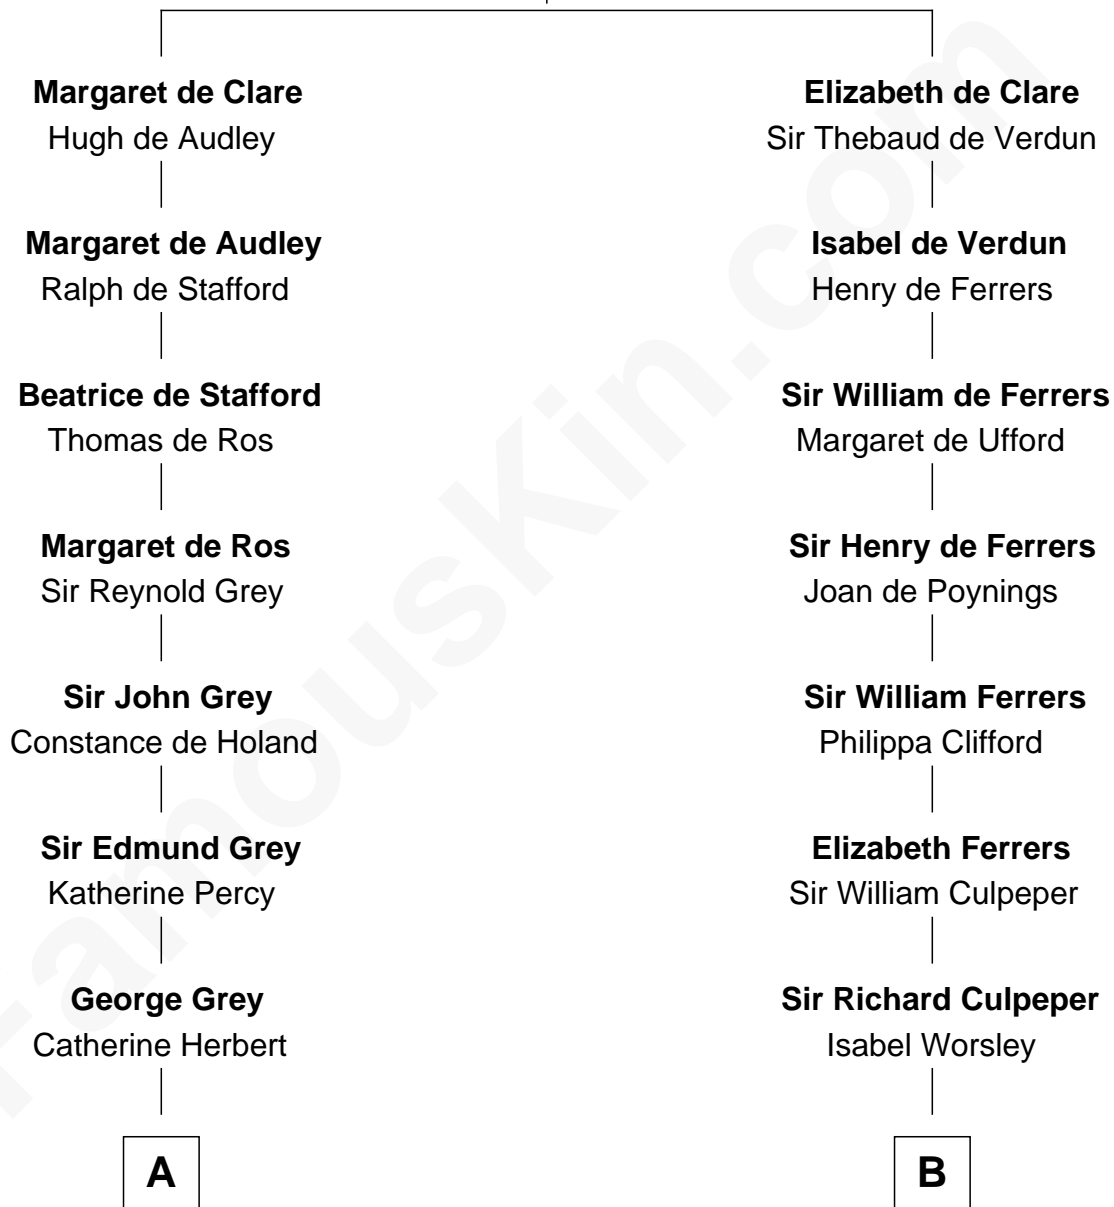 Margaret de Clare
Hugh de Audley
Elizabeth de Clare
Sir Thebaud de Verdun
Margaret de Audley
Ralph de Stafford
Isabel de Verdun
Henry de Ferrers
Beatrice de Stafford
Thomas de Ros
Sir William de Ferrers
Margaret de Ufford
Margaret de Ros
Sir Reynold Grey
Sir Henry de Ferrers
Joan de Poynings
Sir John Grey
Constance de Holand
Sir William Ferrers
Philippa Clifford
Sir Edmund Grey
Katherine Percy
Elizabeth Ferrers
Sir William Culpeper
George Grey
Catherine Herbert
Sir Richard Culpeper
Isabel Worsley
A
B
FamousKin.com